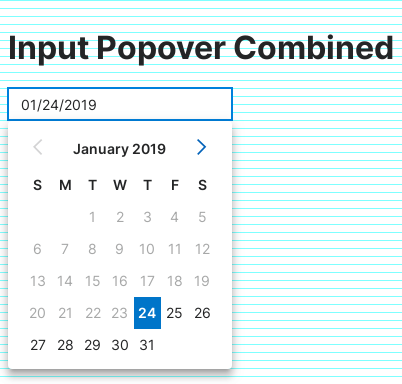 Input Popover Combined
01/24/2019
January 2019
S M T W T F S
1 2 3 4 5
6 7 8 9 10 11 12
13 14 15 16 17 18 19
20 21 22 23 24 25 26
27 28 29 30 31